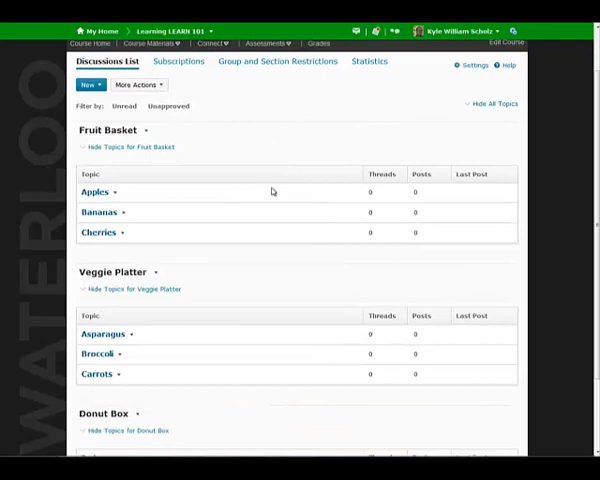 My Home Learning LEARN 101 Kyle William Scholz
Course Home Course Materials Connect Assessments Grades Edit Course
Discussions List Subscriptions Group and Section Restrictions Statistics Settings Help
New More Actions
Filter by: Unread Unapproved Hide All Topics
Fruit Basket
Hide Topics for Fruit Basket
Topic Threads Posts Last Post
Apples 0 0
Bananas 0 0
Cherries 0 0
Veggie Platter
Hide Topics for Veggie Platter
Topic Threads Posts Last Post
Asparagus 0 0
Broccoli 0 0
Carrots 0 0
Donut Box
Hide Topics for Donut Box
WATERLOO